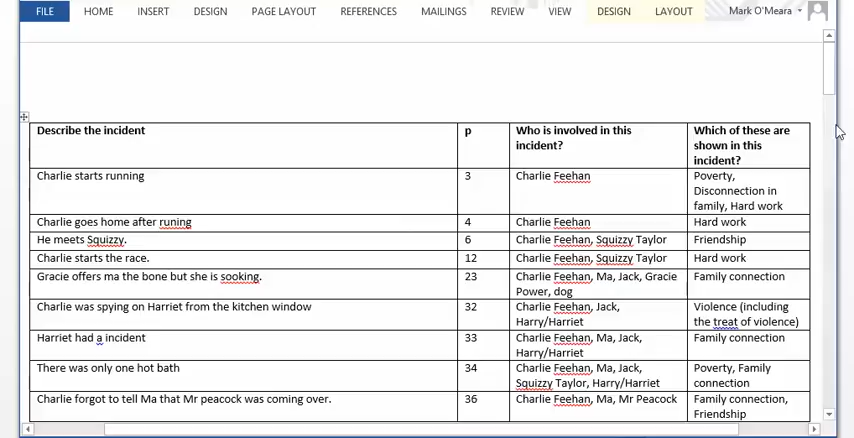 FILE HOME INSERT DESIGN PAGE LAYOUT REFERENCES MAILINGS REVIEW VIEW DESIGN LAYOUT Mark O'Meara
Describe the incident p Who is involved in this Which of these are
incident? shown in this
incident?
Charlie starts running 3 Charlie Feehan Poverty,
Disconnection in
family, Hard work
Charlie goes home after runing 4 Charlie Feehan Hard work
He meets Squizzy. 6 Charlie Feehan, Squizzy Taylor Friendship
Charlie starts the race. 12 Charlie Feehan, Squizzy Taylor Hard work
Gracie offers ma the bone but she is sooking. 23 Charlie Feehan, Ma, Jack, Gracie Family connection
Power, dog
Charlie was spying on Harriet from the kitchen window 32 Charlie Feehan, Jack, Violence (including
Harry/Harriet the treat of violence)
Harriet had a incident 33 Charlie Feehan, Ma, Jack, Family connection
Harry/Harriet
There was only one hot bath 34 Charlie Feehan, Ma, Jack, Poverty, Family
Squizzy Taylor, Harry/Harriet connection
Charlie forgot to tell Ma that Mr peacock was coming over. 36 Charlie Feehan, Ma, Mr Peacock Family connection,
Friendship